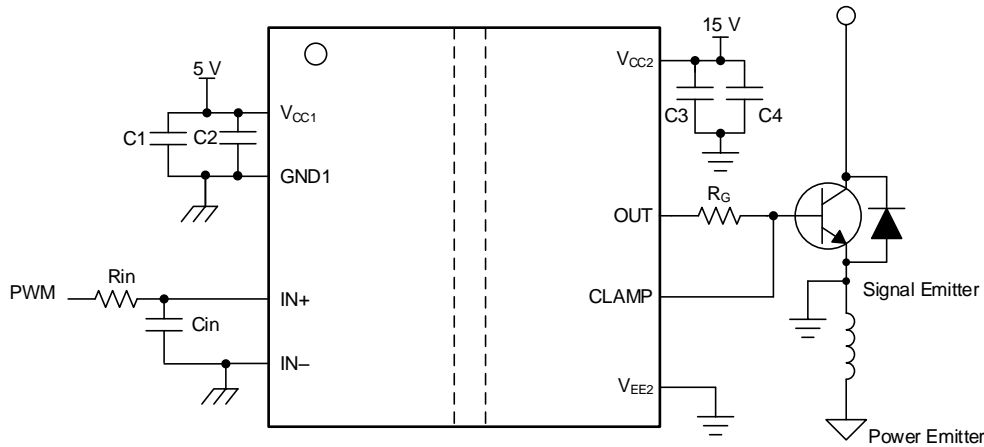 15 V
5 V
VCC2
C1
C2
VCC1
C3
C4
GND1
OUT
RG
PWM
Rin
IN+
CLAMP
Signal Emitter
Cin
IN–
VEE2
Power Emitter